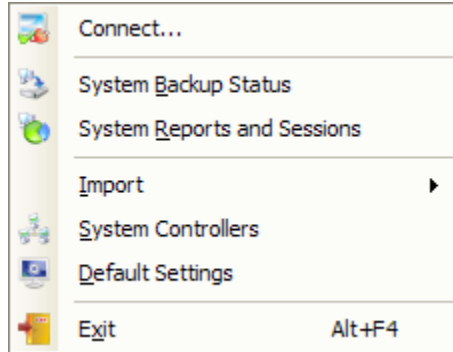 Connect...
System Backup Status
System Reports and Sessions
Import
System Controllers
Default Settings
Exit Alt+F4